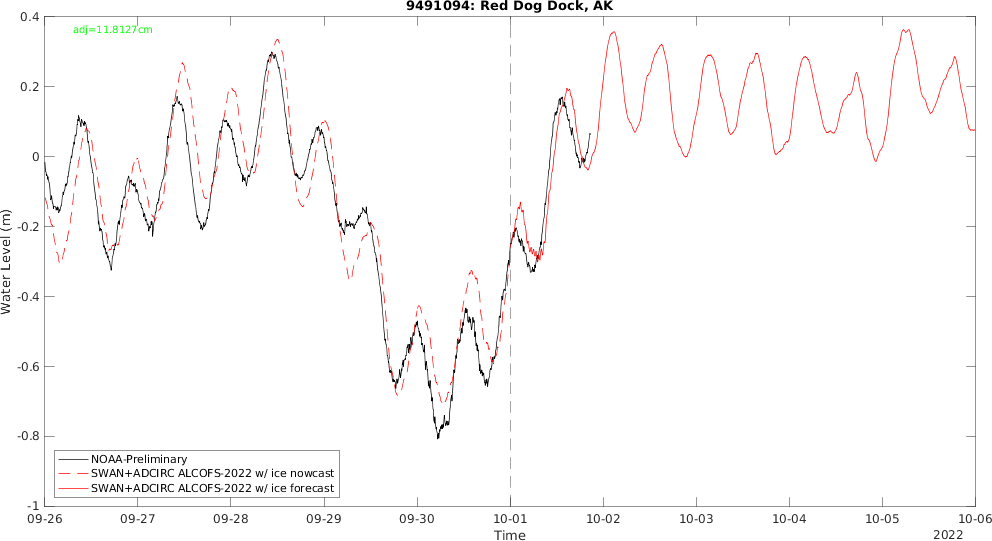 9491094: Red Dog Dock, AK
adj=11.8127cm
Water Level (m)
0.4
0.2
0
-0.2
-0.4
-0.6
-0.8
-1
NOAA-Preliminary
SWAN+ADCIRC ALCOFS-2022 w/ ice nowcast
SWAN+ADCIRC ALCOFS-2022 w/ ice forecast
09-26 09-27 09-28 09-29 09-30 10-01 10-02 10-03 10-04 10-05 10-06
Time
2022